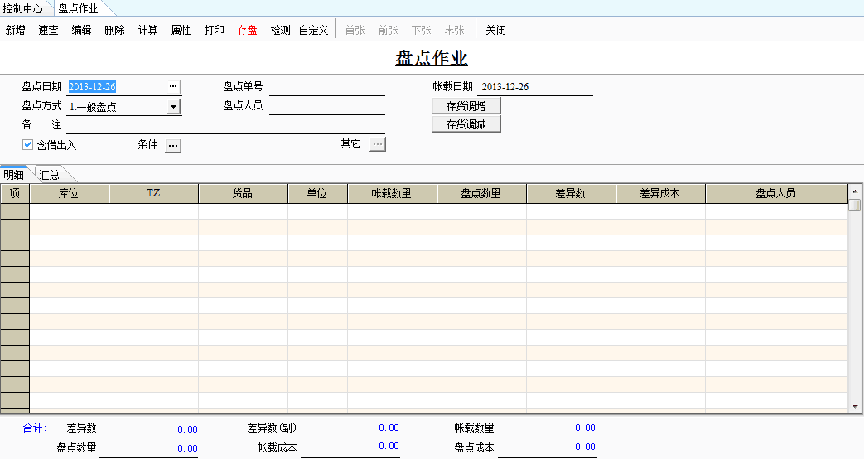 控制中心 盘点作业
新增 速查 编辑 删除 计算 属性 打印 存盘 检测 自定义 首张 前张 下张 末张 关闭
盘点作业
盘点日期 2013-12-26 盘点单号 帐载日期 2013-12-26
盘点方式 1.一般盘点 盘点人员 存货调增
备 注 存货调减
含借出入 条件 其它
明细 汇总
项 库位 TZ 货品 单位 帐载数量 盘点数量 差异数 差异成本 盘点人员
合计: 差异数 0.00 差异数(副) 0.00 帐载数量 0.00
盘点数量 0.00 帐载成本 0.00 盘点成本 0.00